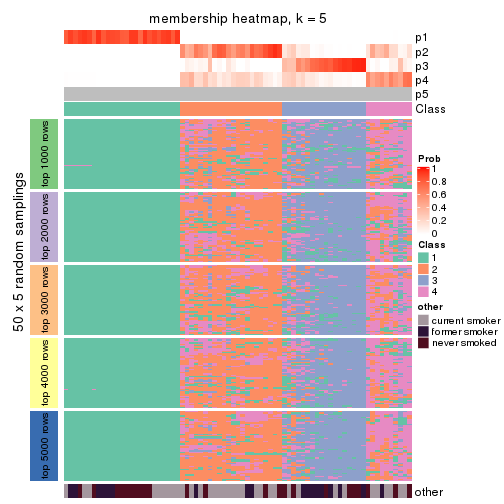 membership heatmap, k = 5
p1
p2
p3
p4
p5
Class
50 x 5 random samplings
top 1000 rows
top 2000 rows
top 3000 rows
top 4000 rows
top 5000 rows
Prob
1
0.8
0.6
0.4
0.2
0
Class
1
2
3
4
other
current smoker
former smoker
never smoked
other